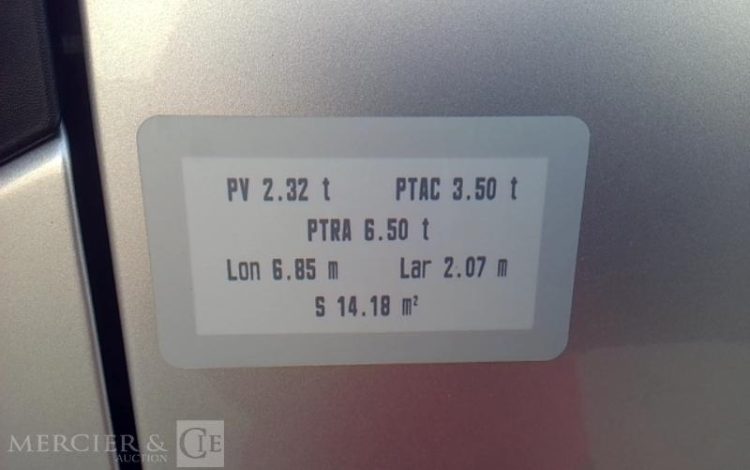 PV 2.32 t PTAC 3.50 t
PTRA 6.50 t
Lon 6.85 m Lar 2.07 m
S 14.18 m²
MERCIER & CIE
AUCTION